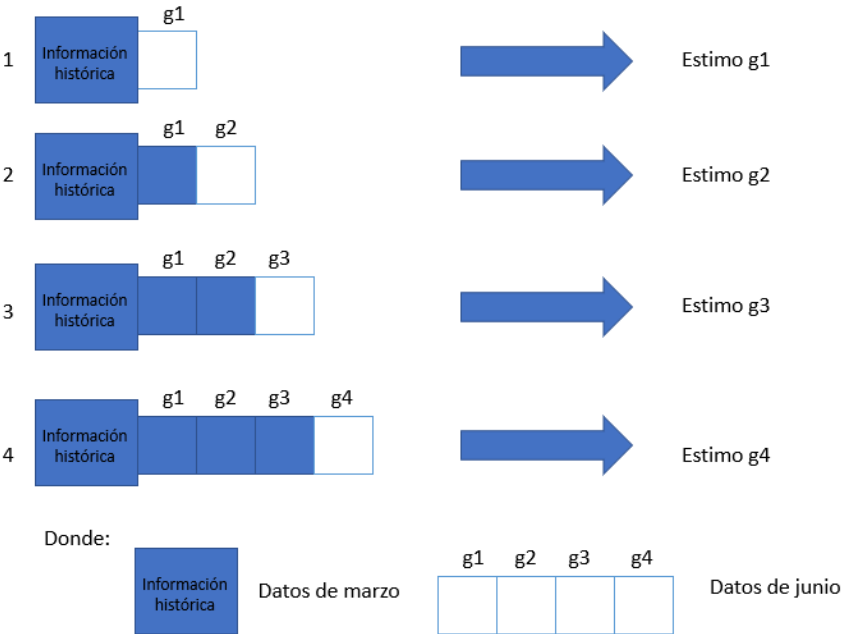 g1
1
Información
histórica
Estimo g1
g1 g2
2
Información
histórica
Estimo g2
g1 g2 g3
3
Información
histórica
Estimo g3
g1 g2 g3 g4
4
Información
histórica
Estimo g4
Donde:
Información
histórica
Datos de marzo
g1 g2 g3 g4
Datos de junio